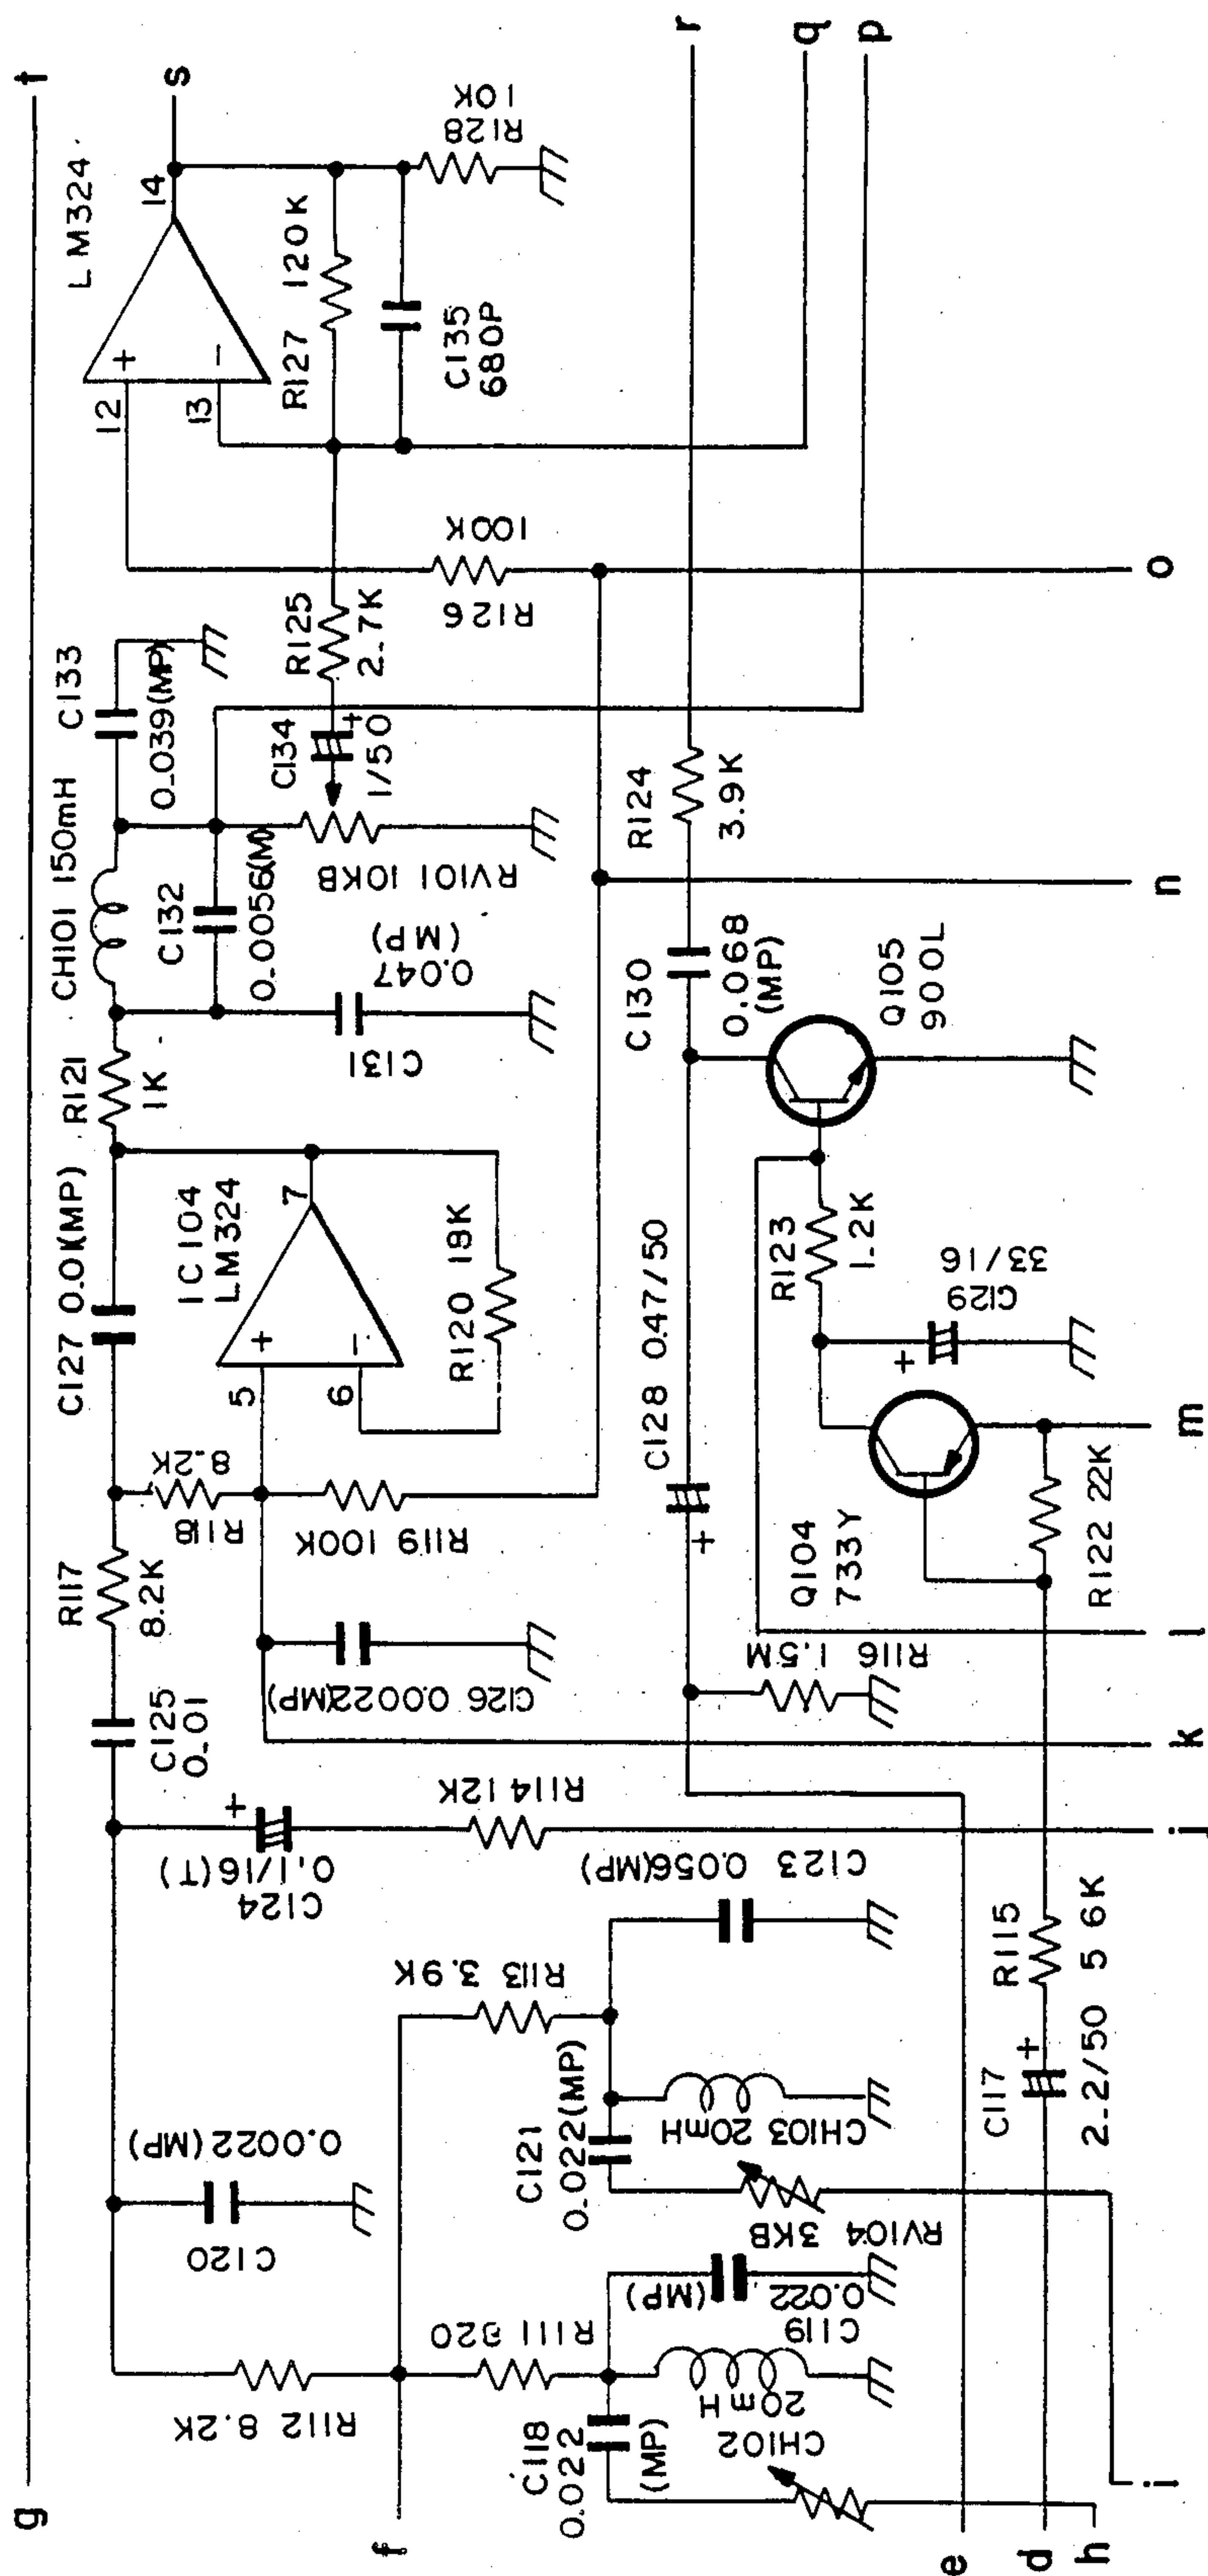 g
t
LM324
14
s
12
13
+
−
R127 120K
C135
680P
R128
10K
r
q
p
C133
0.039(MP)
CH101 150mH
C132
0.0056(M)
C134
+
1/50
R125
2.7K
100K
R126
RV101 10KB
0.047
(MP)
C131
o
n
R121
1K
C127
IC104
LM324
7
5
6
+
−
R120 18K
8.2K
R118
R119 100K
R117
8.2K
C125
0.01
C126 0.0022(MP)
R124
3.9K
C130
0.068
(MP)
Q105
900L
R123
1.2K
33/16
C129
+
C128 0.47/50
+
Q104
733Y
R122 22K
m
l
R116 1.5M
k
j
+
0.1/16(T)
C124
R114 12K
0.056(MP)
C123
R113 3.9K
R115
5 6K
C117
+
2.2/50
C121
0.022(MP)
CH103 20mH
RV104 3KB
0.0022(MP)
C120
R112 8.2K
R111
C118
0.022
(MP)
0.022
(MP)
C119
20mH
CH102
f
e
d
h
i